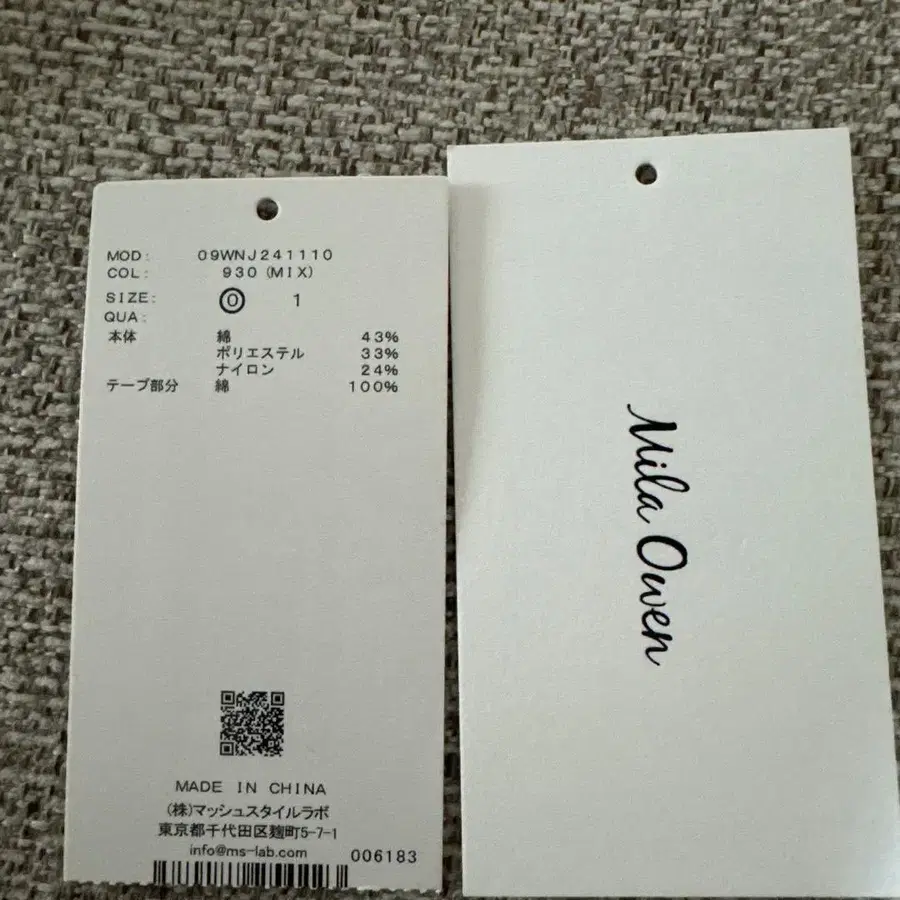 MOD: 09WNJ241110
COL: 930 (MIX)
SIZE: 0 1
QUA:
本体 綿 43%
ポリエステル 33%
ナイロン 24%
テープ部分 綿 100%
MADE IN CHINA
(株)マッシュスタイルラボ
東京都千代田区麹町5-7-1
info@ms-lab.com 006183
Mila Owen